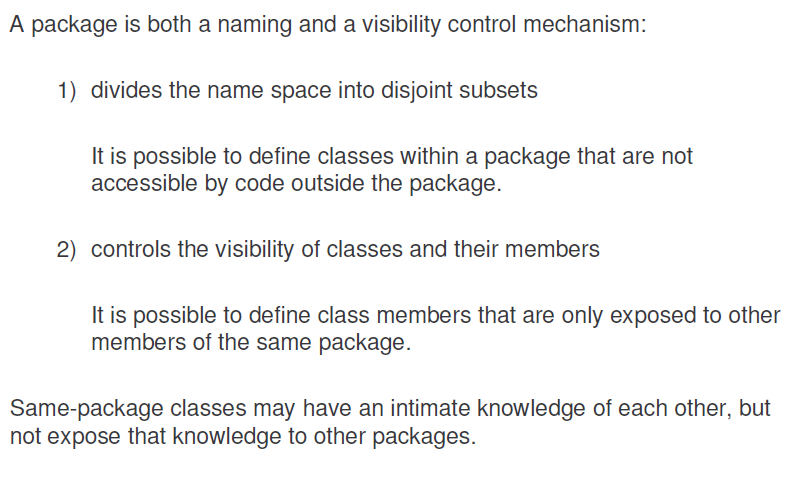 A package is both a naming and a visibility control mechanism:
1) divides the name space into disjoint subsets
It is possible to define classes within a package that are not
accessible by code outside the package.
2) controls the visibility of classes and their members
It is possible to define class members that are only exposed to other
members of the same package.
Same-package classes may have an intimate knowledge of each other, but
not expose that knowledge to other packages.